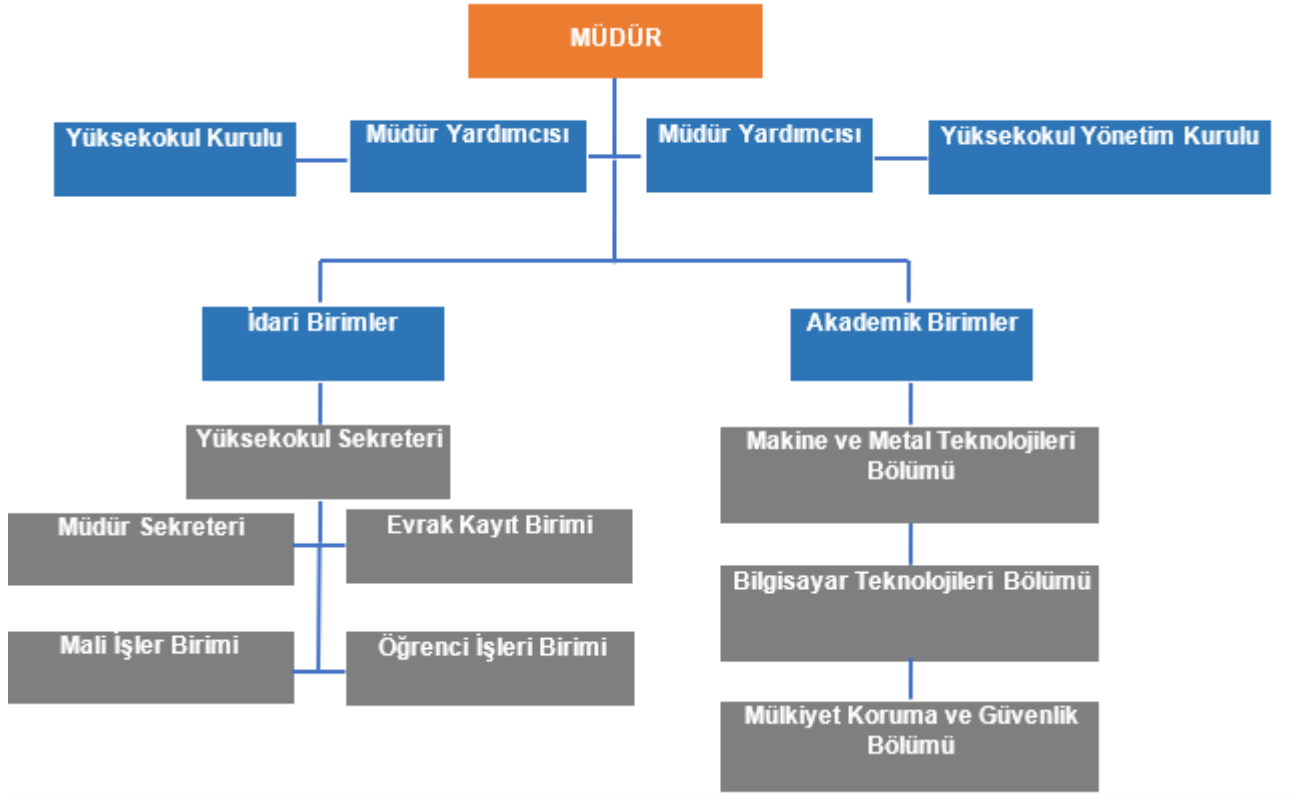 MÜDÜR
Yüksekokul Kurulu
Müdür Yardımcısı
Müdür Yardımcısı
Yüksekokul Yönetim Kurulu
İdari Birimler
Akademik Birimler
Yüksekokul Sekreteri
Makine ve Metal Teknolojileri
Bölümü
Müdür Sekreteri
Evrak Kayıt Birimi
Bilgisayar Teknolojileri Bölümü
Mali İşler Birimi
Öğrenci İşleri Birimi
Mülkiyet Koruma ve Güvenlik
Bölümü